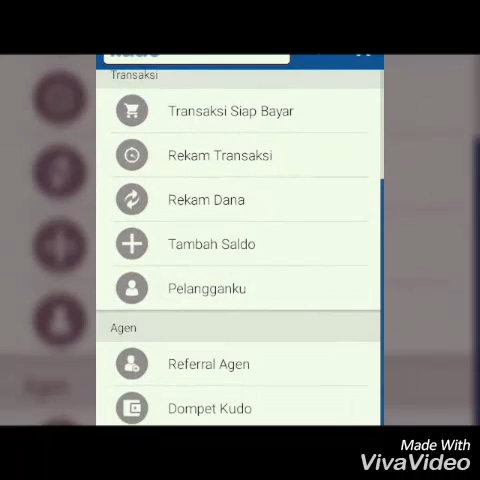 Transaksi
Transaksi Siap Bayar
Rekam Transaksi
Rekam Dana
Tambah Saldo
Pelangganku
Agen
Referral Agen
Dompet Kudo
Made With
VivaVideo